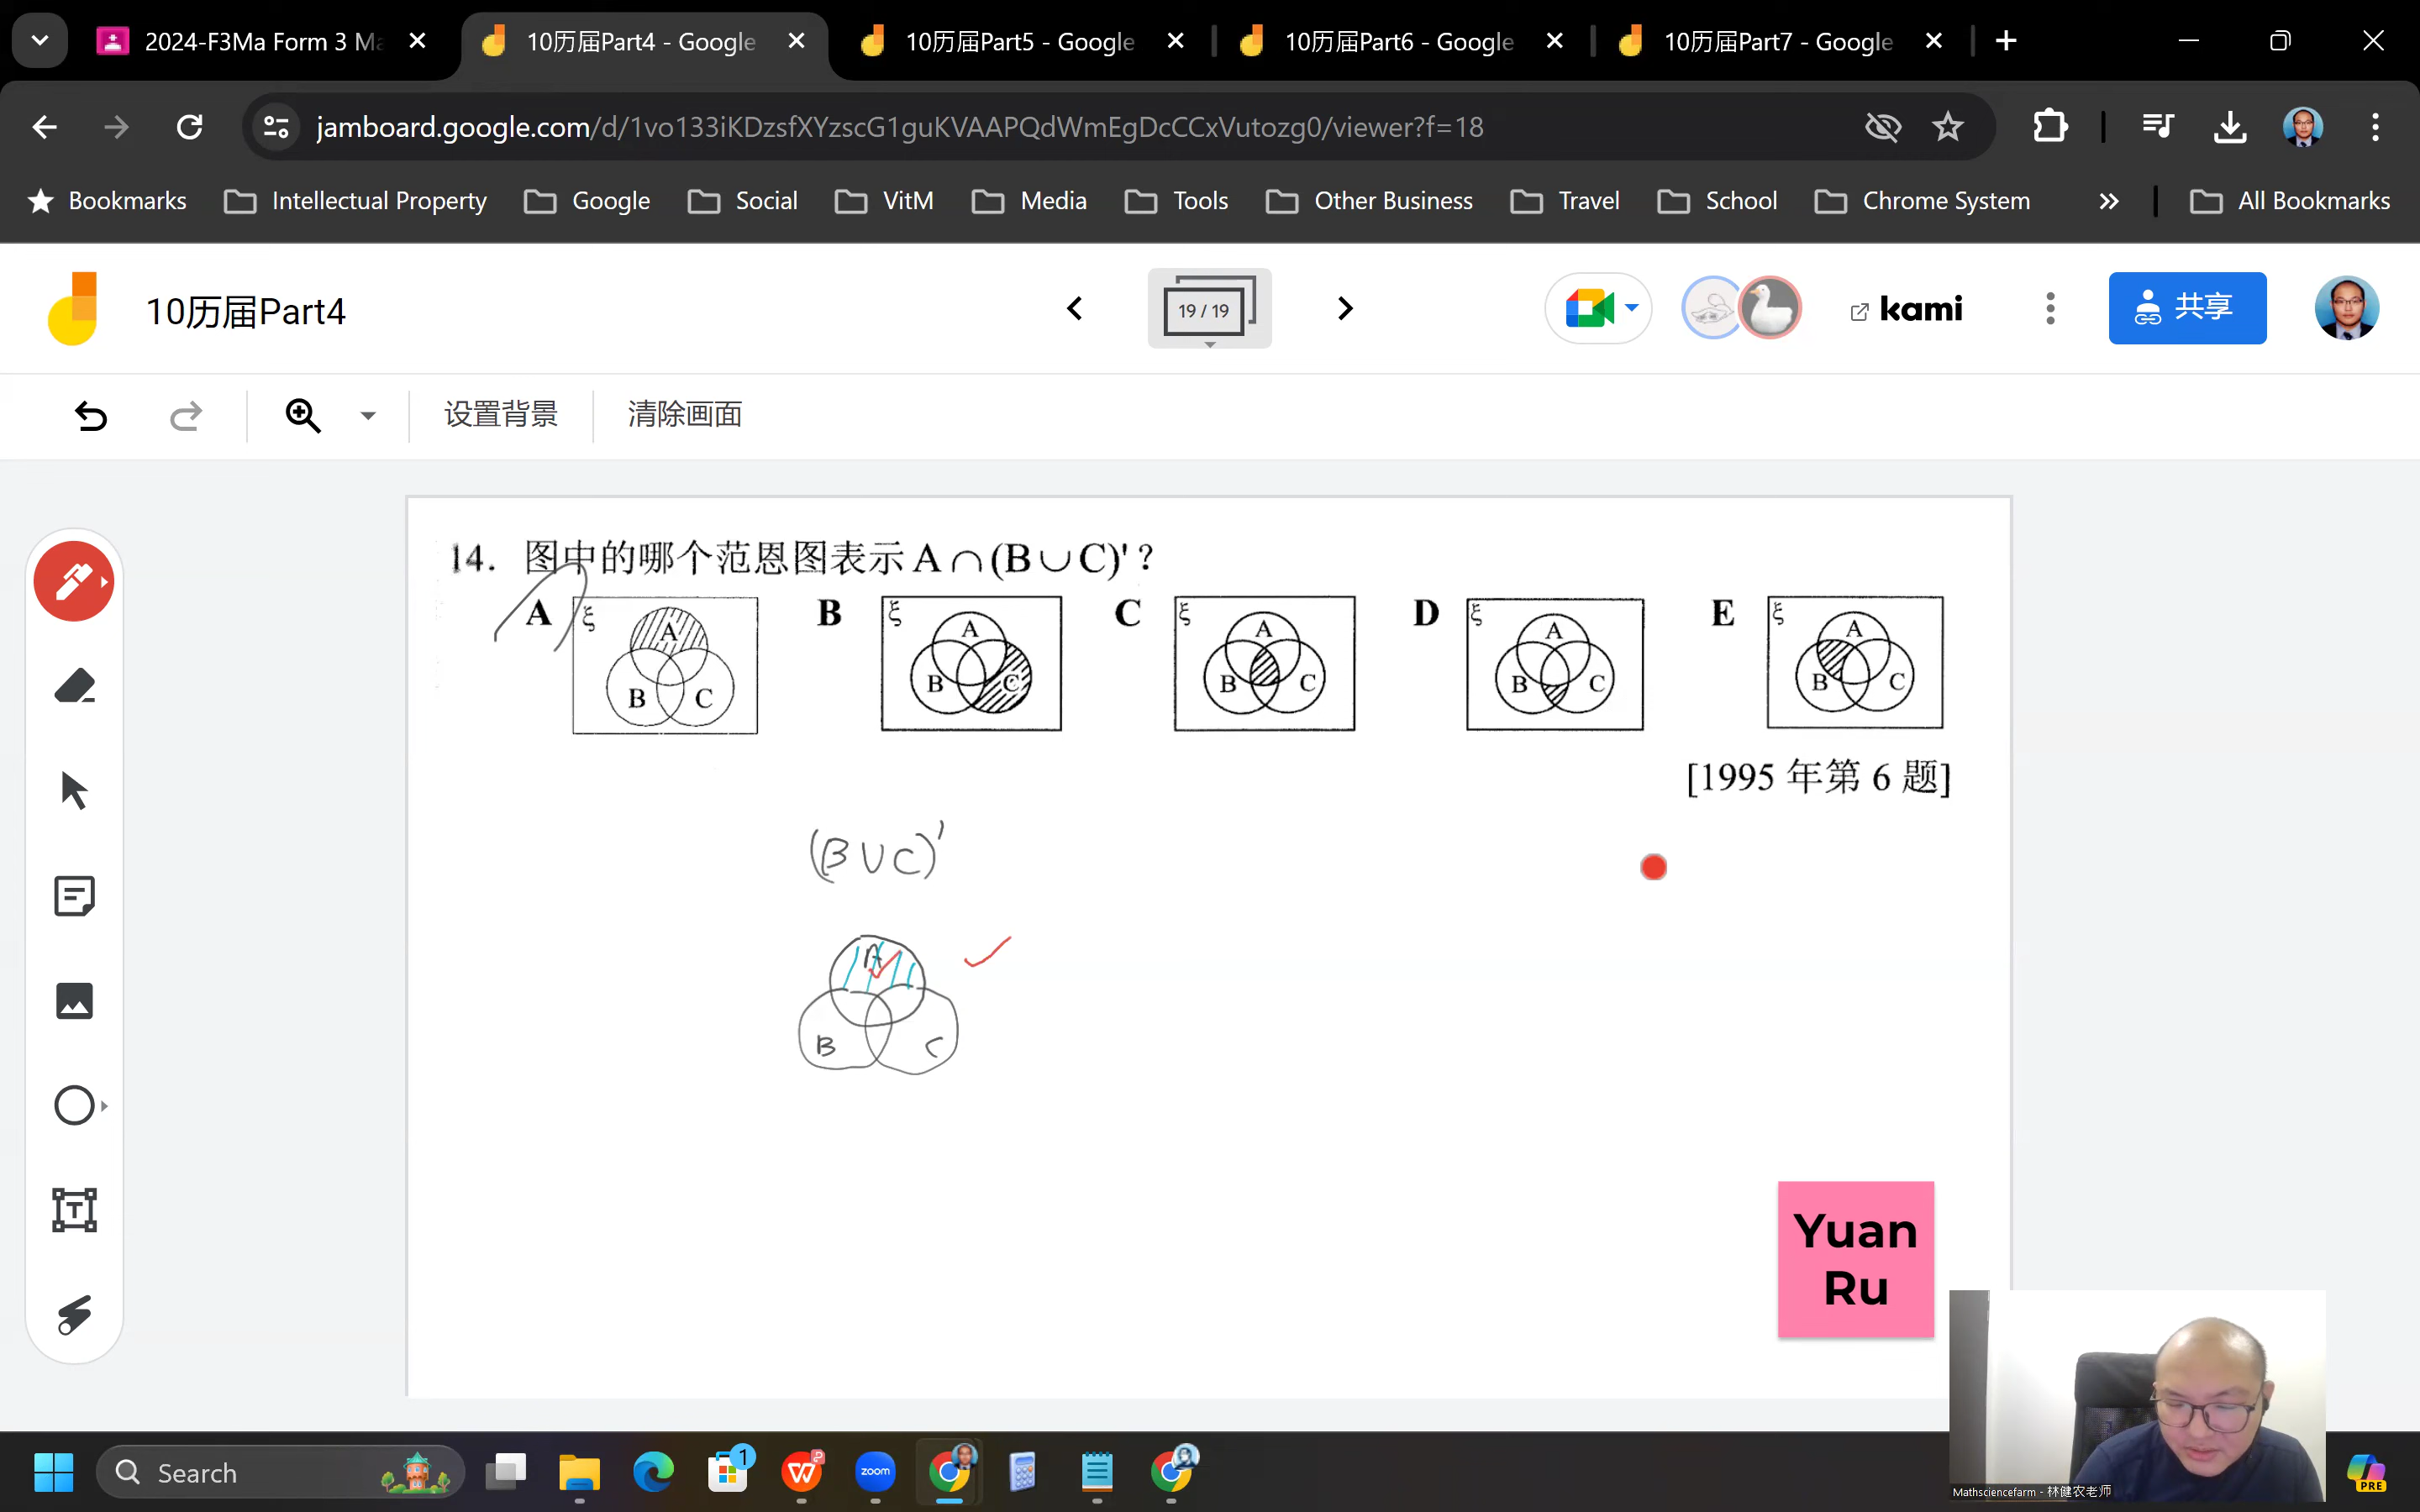 2024-F3Ma Form 3 Ma
10历届Part4 - Google
10历届Part5 - Google
10历届Part6 - Google
10历届Part7 - Google
jamboard.google.com/d/1vo133iKDzsfXYzscG1guKVAAPQdWmEgDcCCxVutozg0/viewer?f=18
Bookmarks Intellectual Property Google Social VitM Media Tools Other Business Travel School Chrome System » All Bookmarks
10历届Part4
19 / 19
kami
共享
设置背景 清除画面
14. 图中的哪个范恩图表示 A∩(B∪C)'?
A ξ A B C
B ξ A B C
C ξ A B C
D ξ A B C
E ξ A B C
[1995 年第 6 题]
(B∪C)'
A
B C
Yuan
Ru
Mathsciencefarm - 林健农老师
Search
1
zoom
PRE